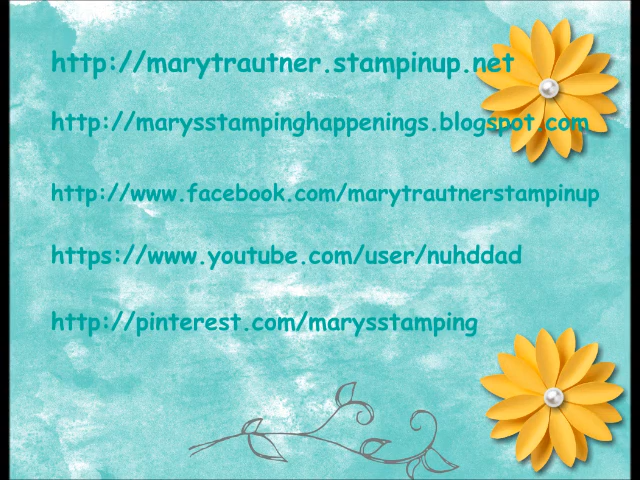 http://marytrautner.stampinup.net
http://marysstampinghappenings.blogspot.com
http://www.facebook.com/marytrautnerstampinup
https://www.youtube.com/user/nuhddad
http://pinterest.com/marysstamping